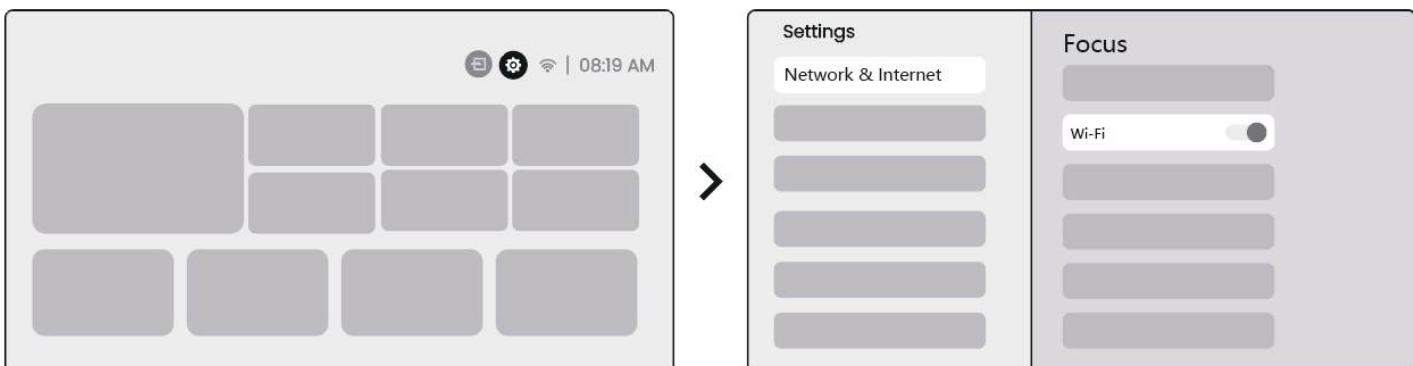 08:19 AM
Settings
Network & Internet
Focus
Wi-Fi